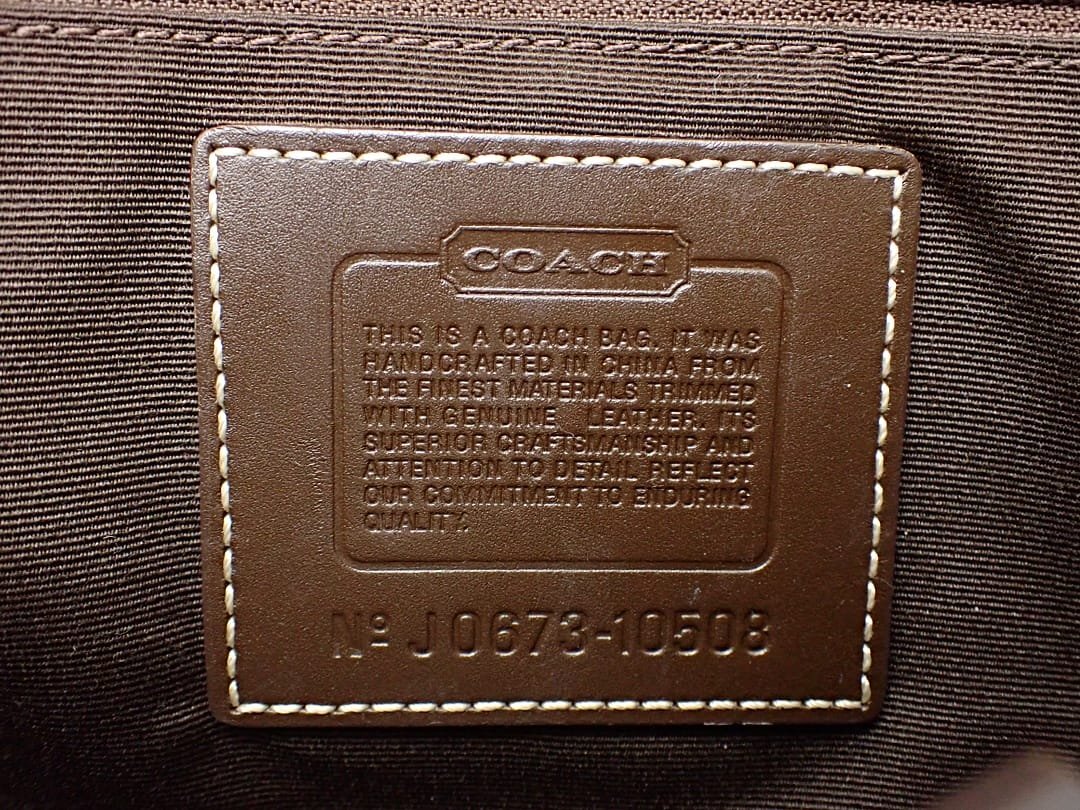 COACH
THIS IS A COACH BAG. IT WAS
HANDCRAFTED IN CHINA FROM
THE FINEST MATERIALS TRIMMED
WITH GENUINE LEATHER. ITS
SUPERIOR CRAFTSMANSHIP AND
ATTENTION TO DETAIL REFLECT
OUR COMMITMENT TO ENDURING
QUALITY.
Nº J0673-10508